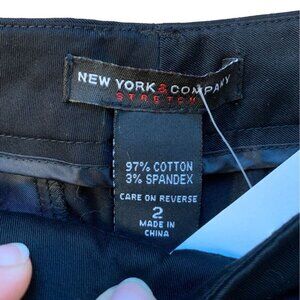 NEW YORK & COMPANY
STRETCH
97% COTTON
3% SPANDEX
CARE ON REVERSE
2
MADE IN
CHINA